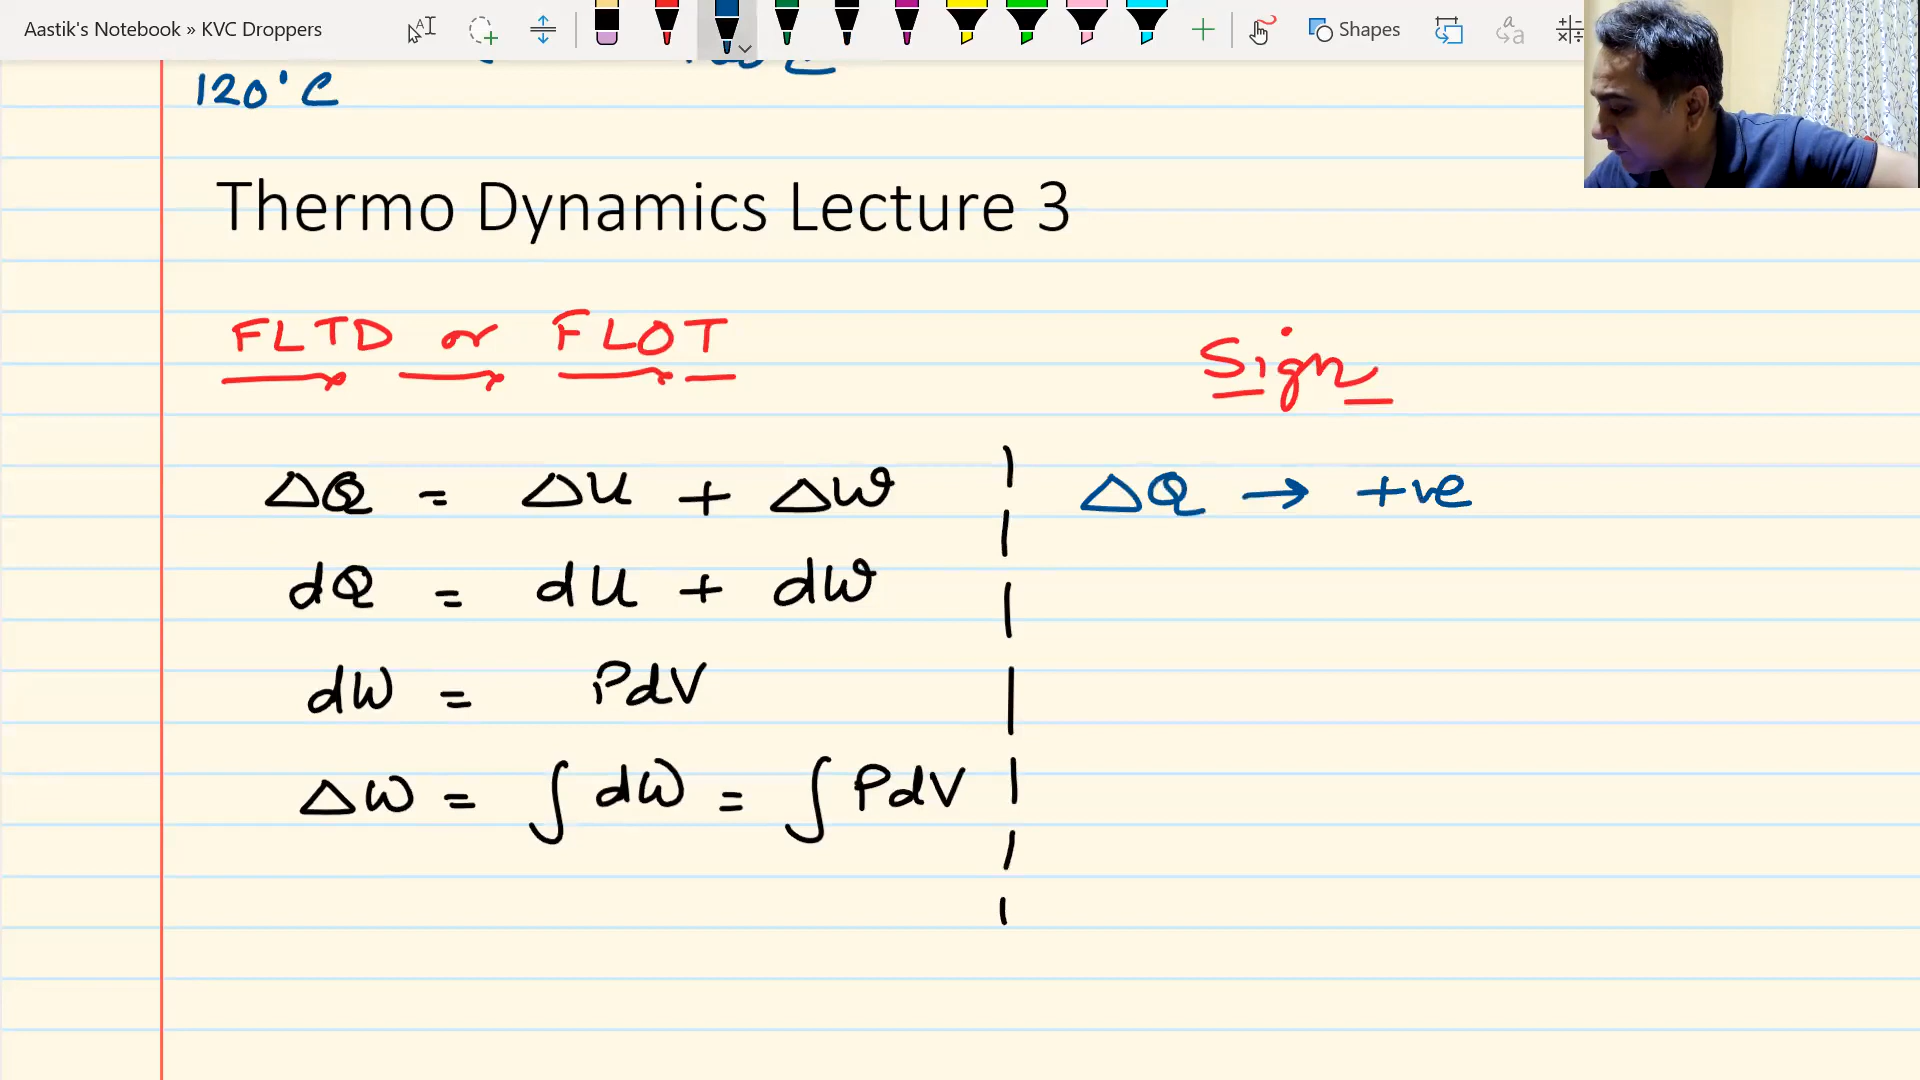 Aastik's Notebook » KVC Droppers
Shapes
120°C
Thermo Dynamics Lecture 3
FLTD or FLOT
Sign
ΔQ = ΔU + ΔW
ΔQ → +ve
dQ = dU + dW
dW = PdV
ΔW = ∫ dW = ∫ PdV